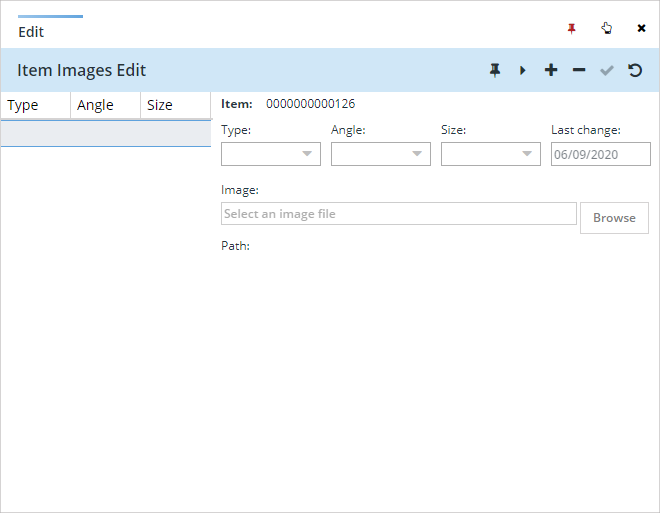 Edit
Item Images Edit
Type Angle Size
Item: 0000000000126
Type: Angle: Size: Last change:
06/09/2020
Image:
Select an image file Browse
Path: